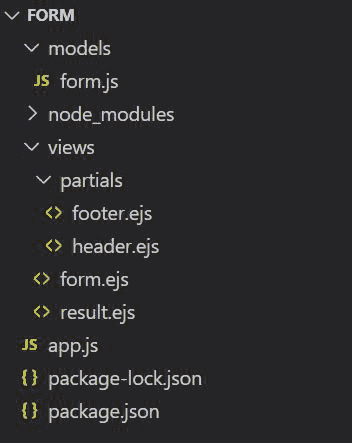 FORM
models
JS form.js
node_modules
views
partials
<> footer.ejs
<> header.ejs
<> form.ejs
<> result.ejs
JS app.js
{} package-lock.json
{} package.json